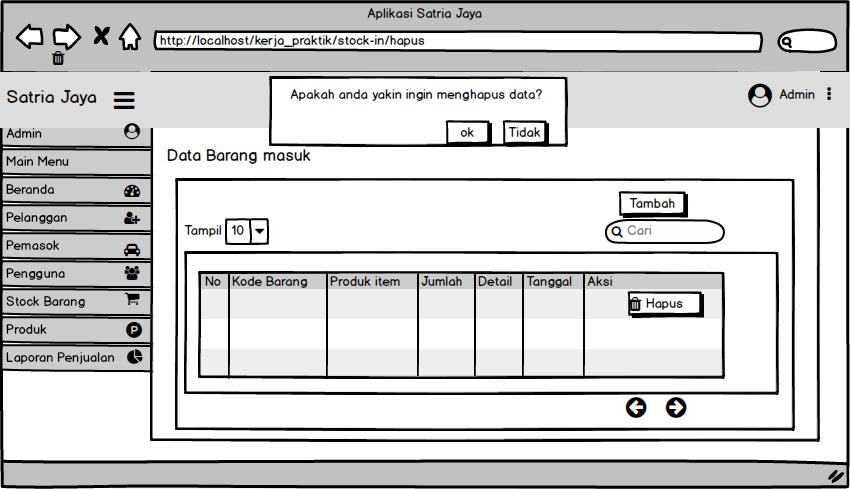 Aplikasi Satria Jaya
http://localhost/kerja_praktik/stock-in/hapus
Satria Jaya
Apakah anda yakin ingin menghapus data?
ok
Tidak
Admin
Admin
Main Menu
Beranda
Pelanggan
Pemasok
Pengguna
Stock Barang
Produk
P
Laporan Penjualan
Data Barang masuk
Tambah
Tampil 10
Cari
No Kode Barang Produk item Jumlah Detail Tanggal Aksi
Hapus